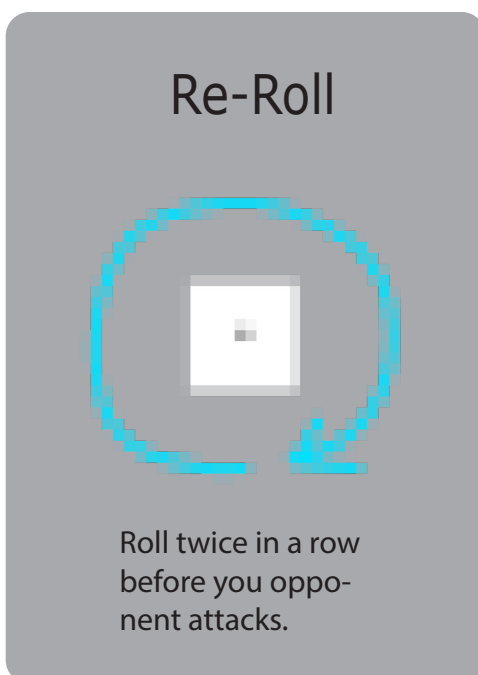 Re-Roll
Roll twice in a row
before you oppo-
nent attacks.